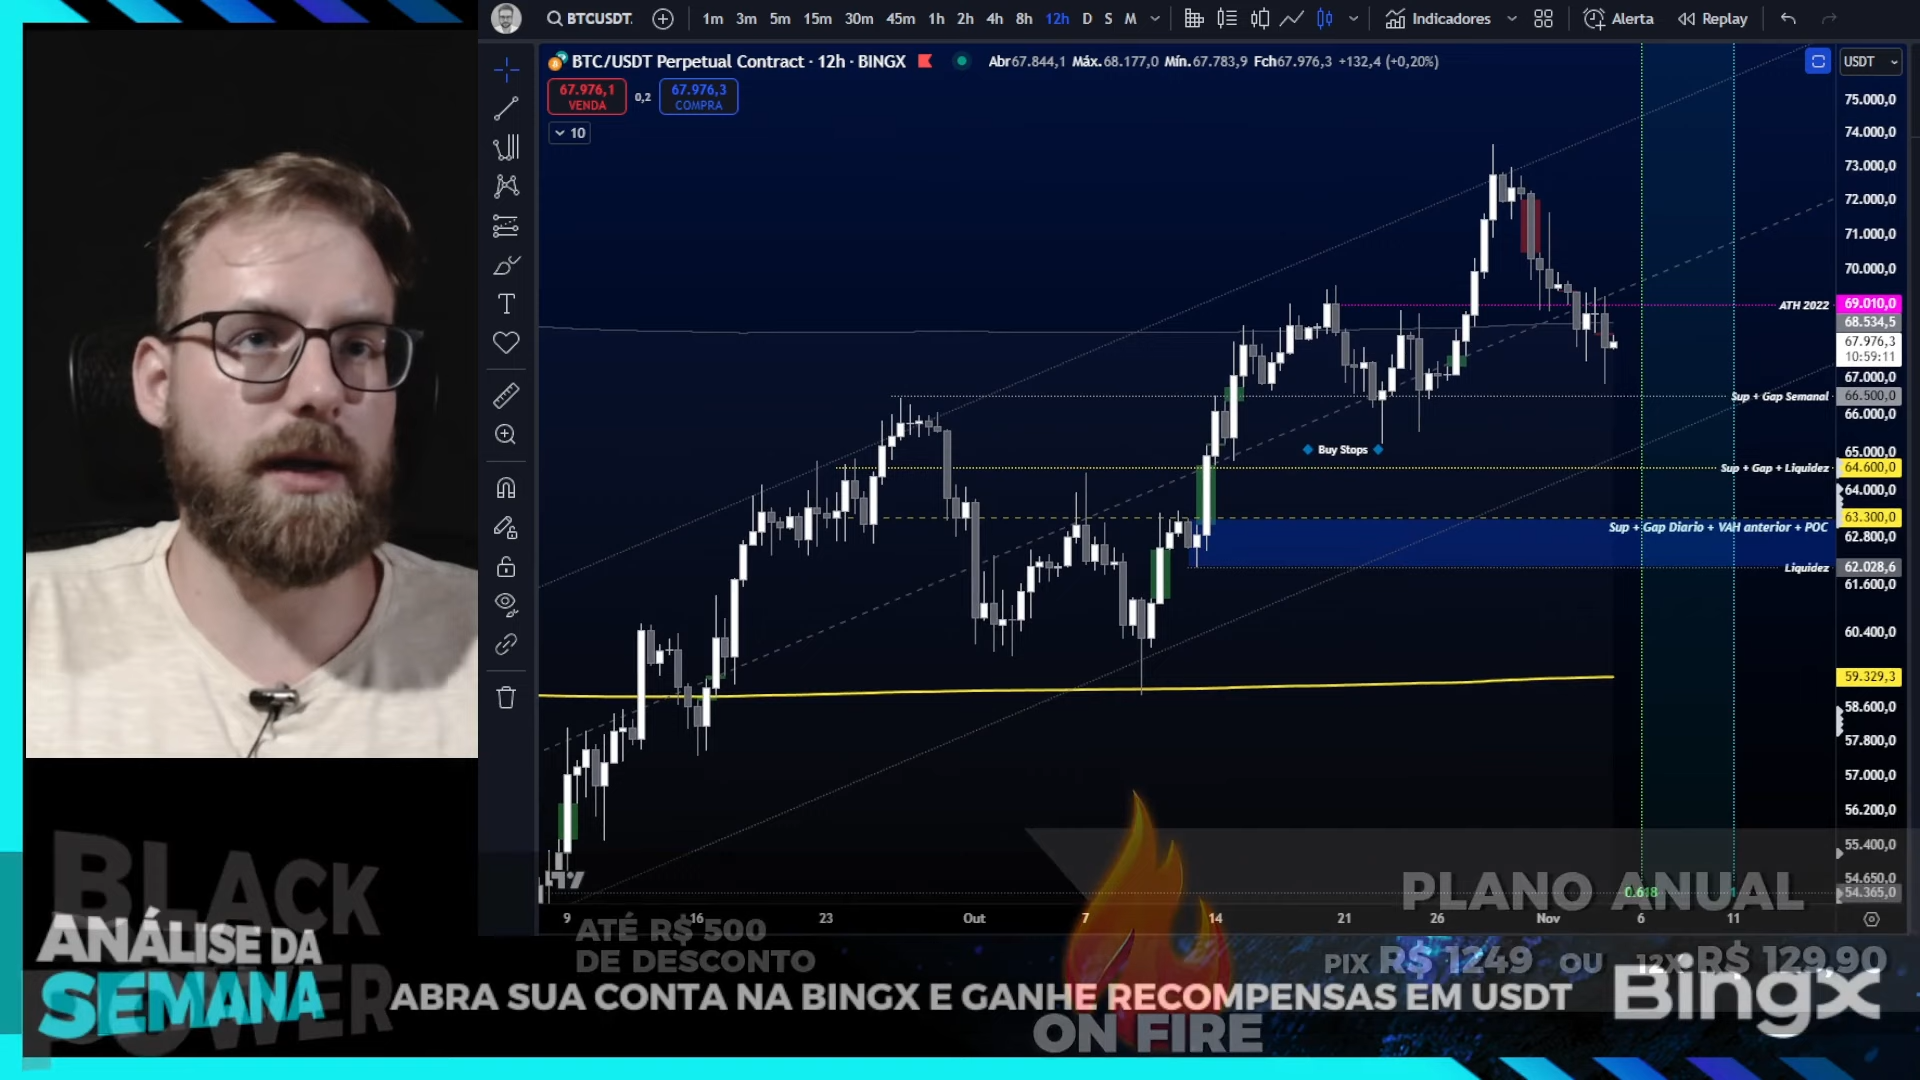 BTCUSDT.
1m 3m 5m 15m 30m 45m 1h 2h 4h 8h 12h D S M
Indicadores
Alerta
Replay
BTC/USDT Perpetual Contract · 12h · BINGX
Abr67.844,1 Máx.68.177,0 Mín.67.783,9 Fch67.976,3 +132,4 (+0,20%)
USDT
67.976,1
VENDA
0,2
67.976,3
COMPRA
10
75.000,0
74.000,0
73.000,0
72.000,0
71.000,0
70.000,0
ATH 2022
69.010,0
68.534,5
67.976,3
10:59:11
67.000,0
Sup + Gap Semanal
66.500,0
66.000,0
Buy Stops
65.000,0
Sup + Gap + Liquidez
64.600,0
64.000,0
63.300,0
Sup + Gap Diario + VAH anterior + POC
62.800,0
Liquidez
62.028,6
61.600,0
60.400,0
59.329,3
58.600,0
57.800,0
57.000,0
56.200,0
55.400,0
54.650,0
54.365,0
0.618
1
9 16 23 Out 7 14 21 26 Nov 6 11
BLACK
POWER
ANÁLISE DA
SEMANA
ATÉ R$ 500
DE DESCONTO
PLANO ANUAL
PIX R$ 1249 OU 12X R$ 129,90
ABRA SUA CONTA NA BINGX E GANHE RECOMPENSAS EM USDT
BingX
ON FIRE